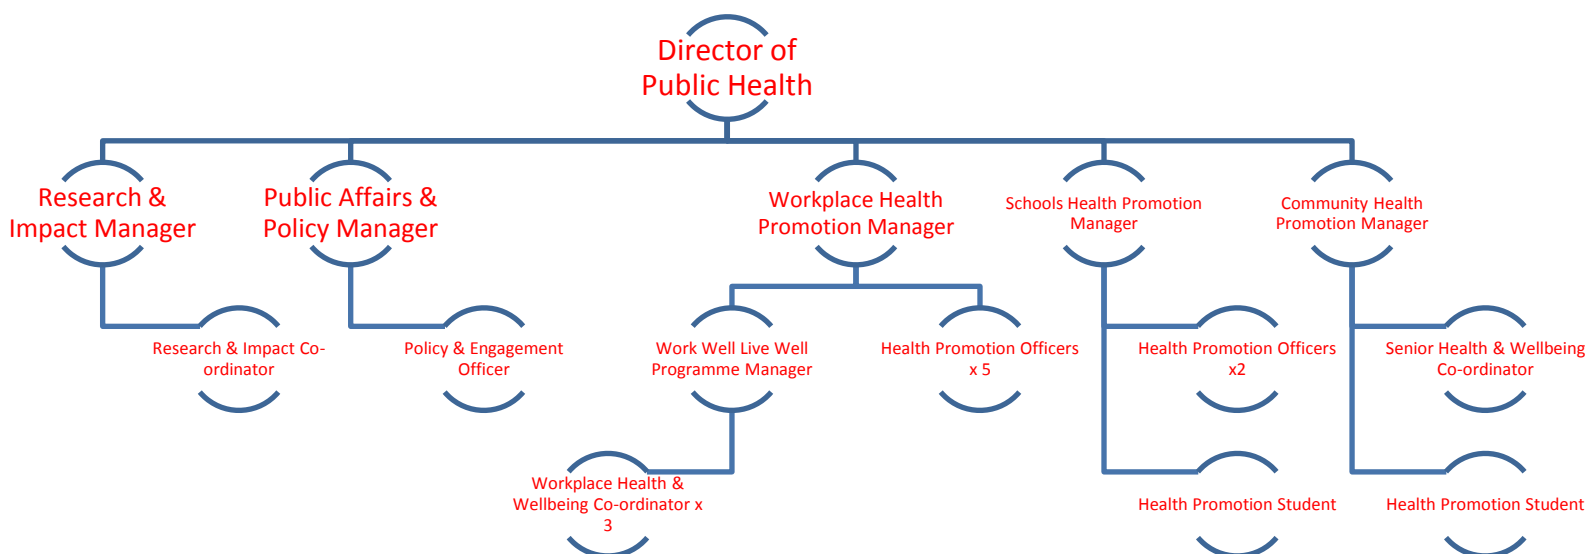 Director of
Public Health
Research &
Impact Manager
Public Affairs &
Policy Manager
Workplace Health
Promotion Manager
Schools Health Promotion
Manager
Community Health
Promotion Manager
Research & Impact Co-
ordinator
Policy & Engagement
Officer
Work Well Live Well
Programme Manager
Health Promotion Officers
x 5
Health Promotion Officers
x2
Senior Health & Wellbeing
Co-ordinator
Workplace Health &
Wellbeing Co-ordinator x
3
Health Promotion Student
Health Promotion Student